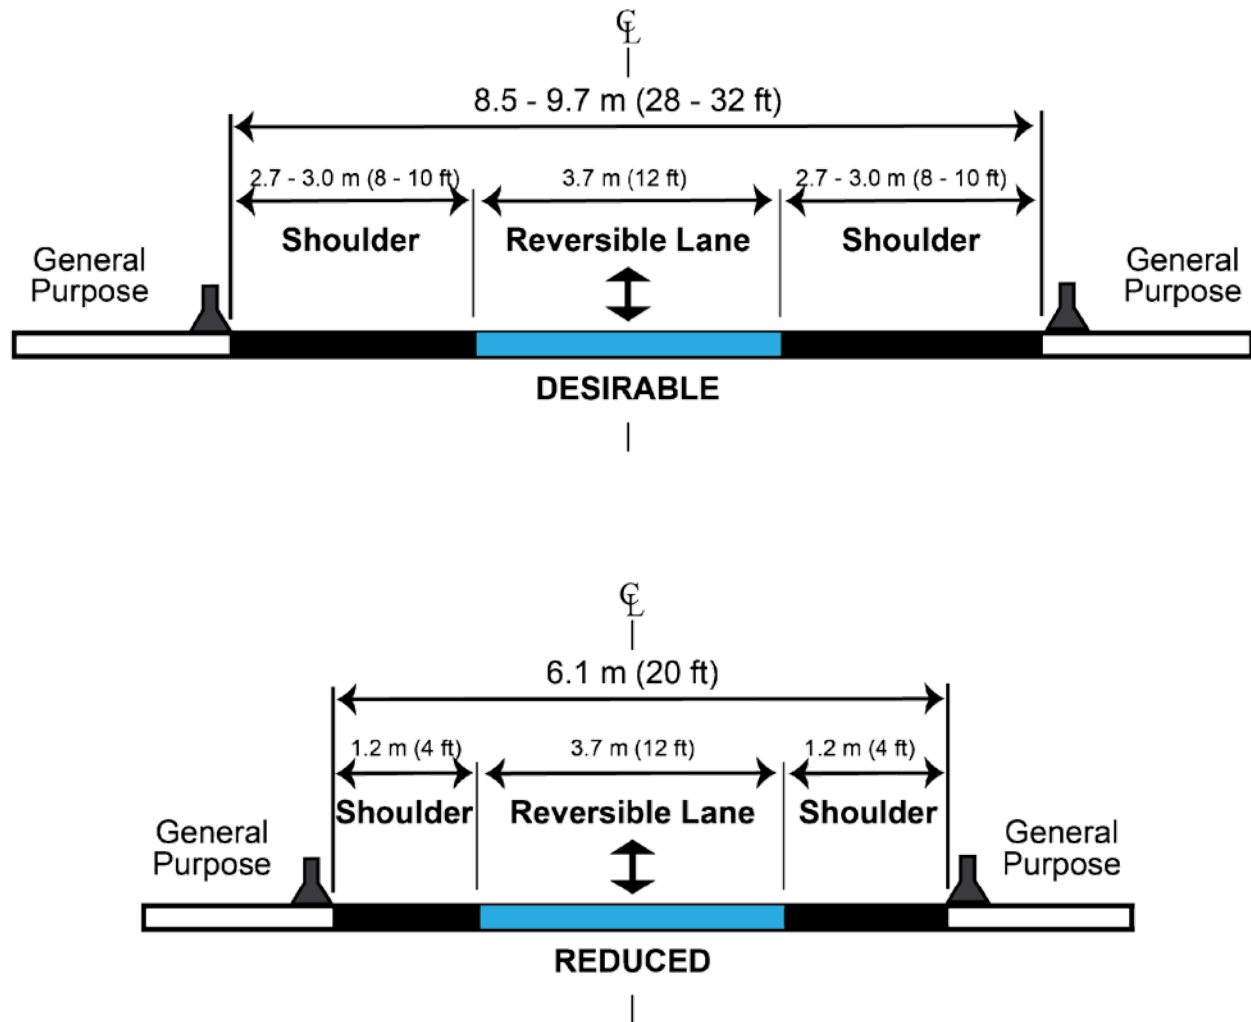 ℄
8.5 - 9.7 m (28 - 32 ft)
2.7 - 3.0 m (8 - 10 ft) 3.7 m (12 ft) 2.7 - 3.0 m (8 - 10 ft)
Shoulder Reversible Lane Shoulder
General
Purpose
General
Purpose
DESIRABLE
℄
6.1 m (20 ft)
1.2 m (4 ft) 3.7 m (12 ft) 1.2 m (4 ft)
Shoulder Reversible Lane Shoulder
General
Purpose
General
Purpose
REDUCED